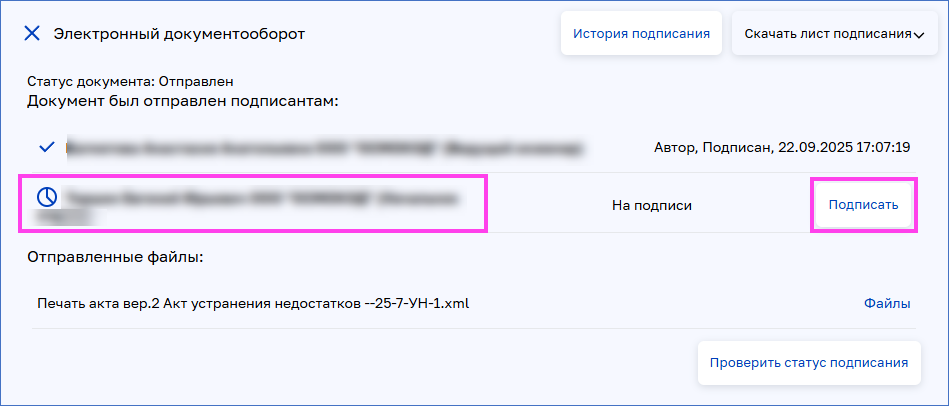 Электронный документооборот
История подписания
Скачать лист подписания
Статус документа: Отправлен
Документ был отправлен подписантам:
Автор, Подписан, 22.09.2025 17:07:19
На подписи
Подписать
Отправленные файлы:
Печать акта вер.2 Акт устранения недостатков --25-7-УН-1.xml
Файлы
Проверить статус подписания